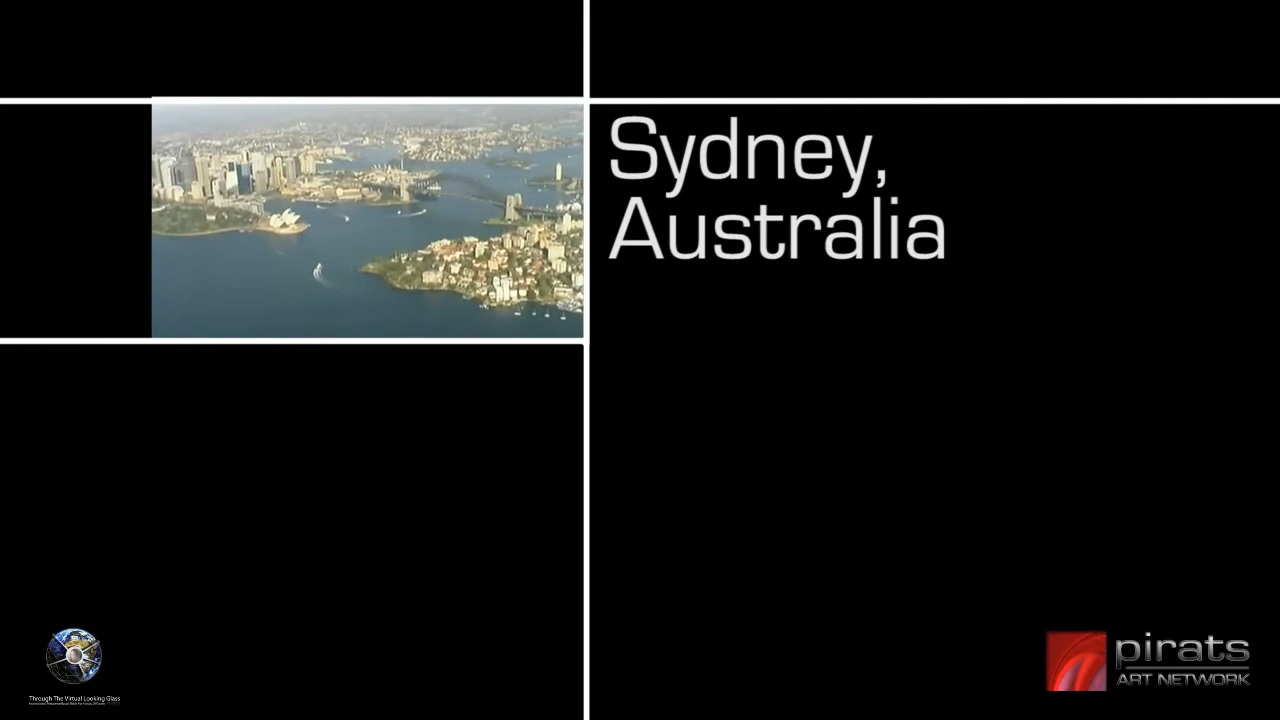 Sydney,
Australia
pirats
ART NETWORK
Through The Virtual Looking Glass